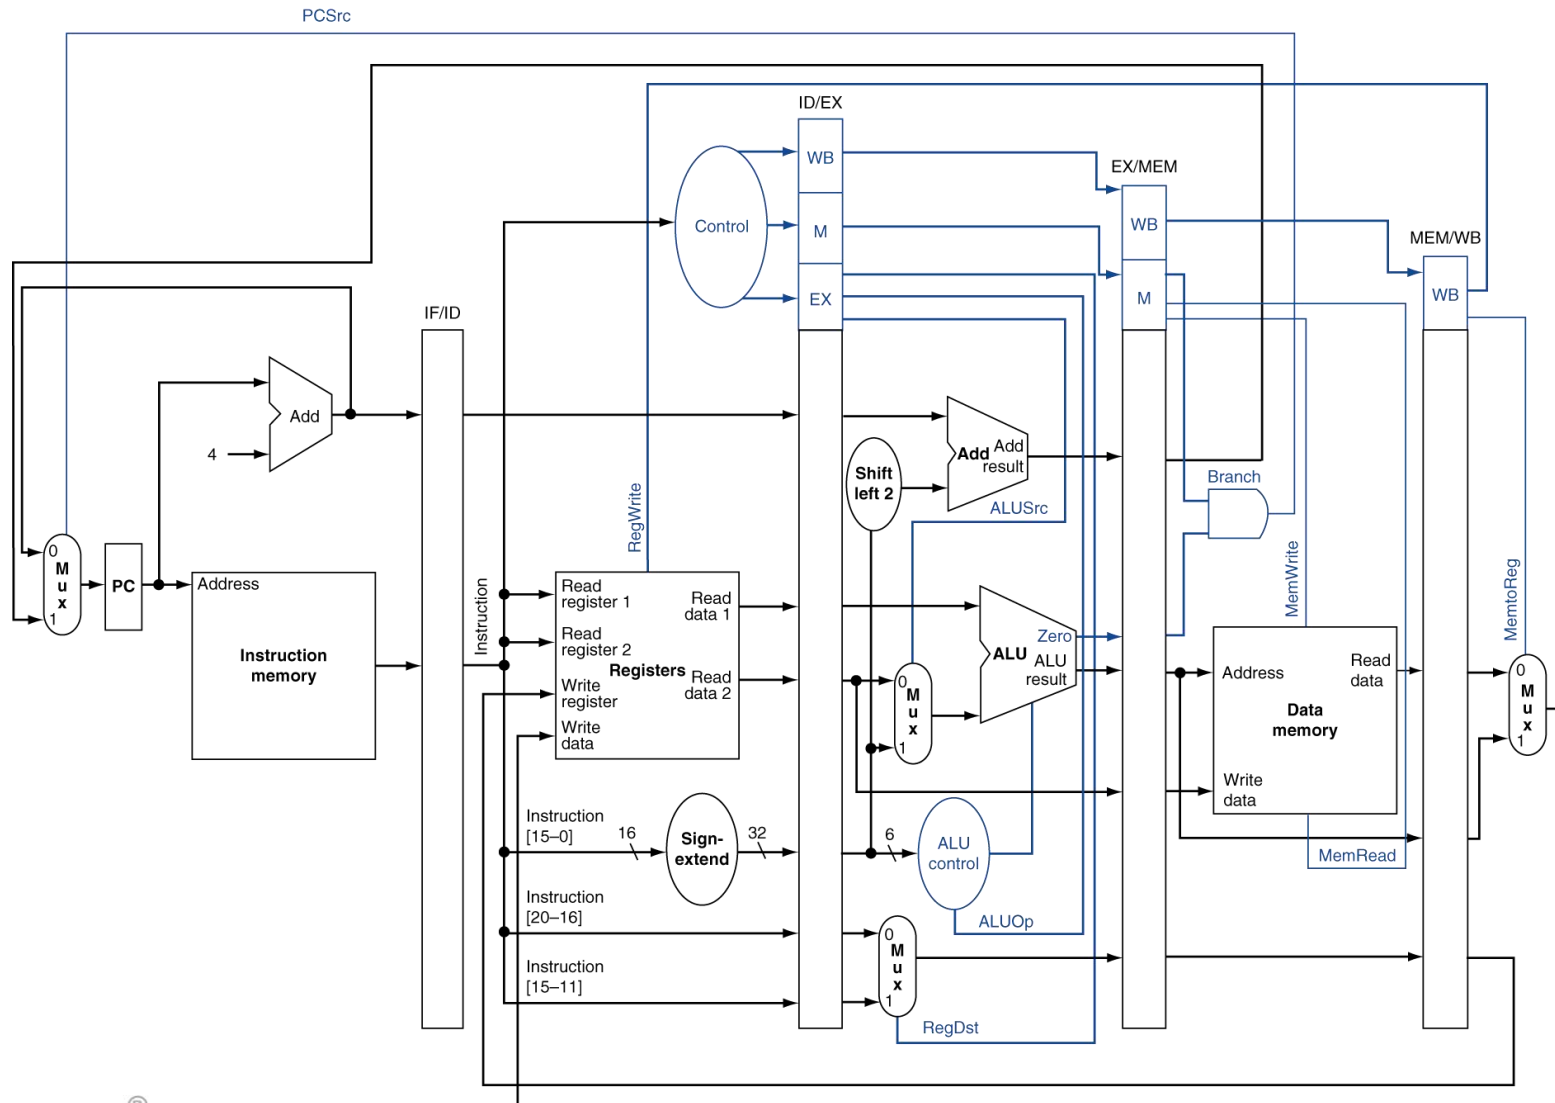 PCSrc
ID/EX
WB
EX/MEM
Control
M
WB
MEM/WB
EX
M
WB
IF/ID
Add
4
Shift
left 2
Add
Add
result
Branch
ALUSrc
RegWrite
MemWrite
MemtoReg
0
M
u
x
1
PC
Address
Instruction
memory
Instruction
Read
register 1
Read
register 2
Write
register
Write
data
Registers
Read
data 1
Read
data 2
0
M
u
x
1
Zero
ALU
ALU
result
Address
Read
data
Data
memory
Write
data
0
M
u
x
1
Instruction
[15–0]
16
Sign-
extend
32
6
ALU
control
MemRead
Instruction
[20–16]
ALUOp
0
M
u
x
1
Instruction
[15–11]
RegDst